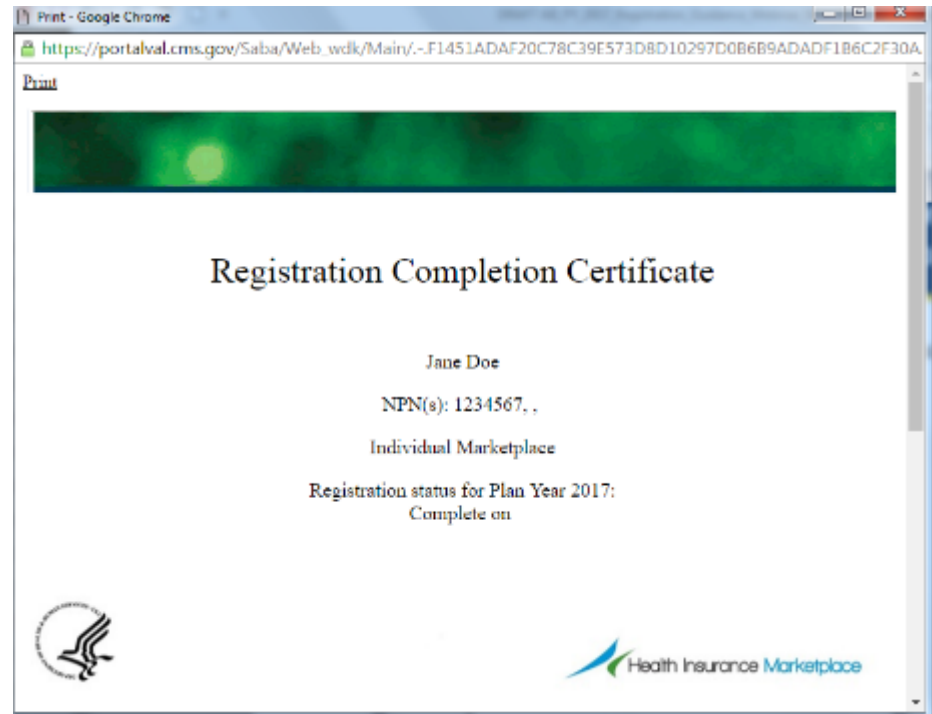 Print - Google Chrome
https://portalval.cms.gov/Saba/Web_wdk/Main/.-.F1451ADAF20C78C39E573D8D10297D0B6B9ADADF1B6C2F30A
Print
Registration Completion Certificate
Jane Doe
NPN(s): 1234567, ,
Individual Marketplace
Registration status for Plan Year 2017:
Complete on
Health Insurance Marketplace